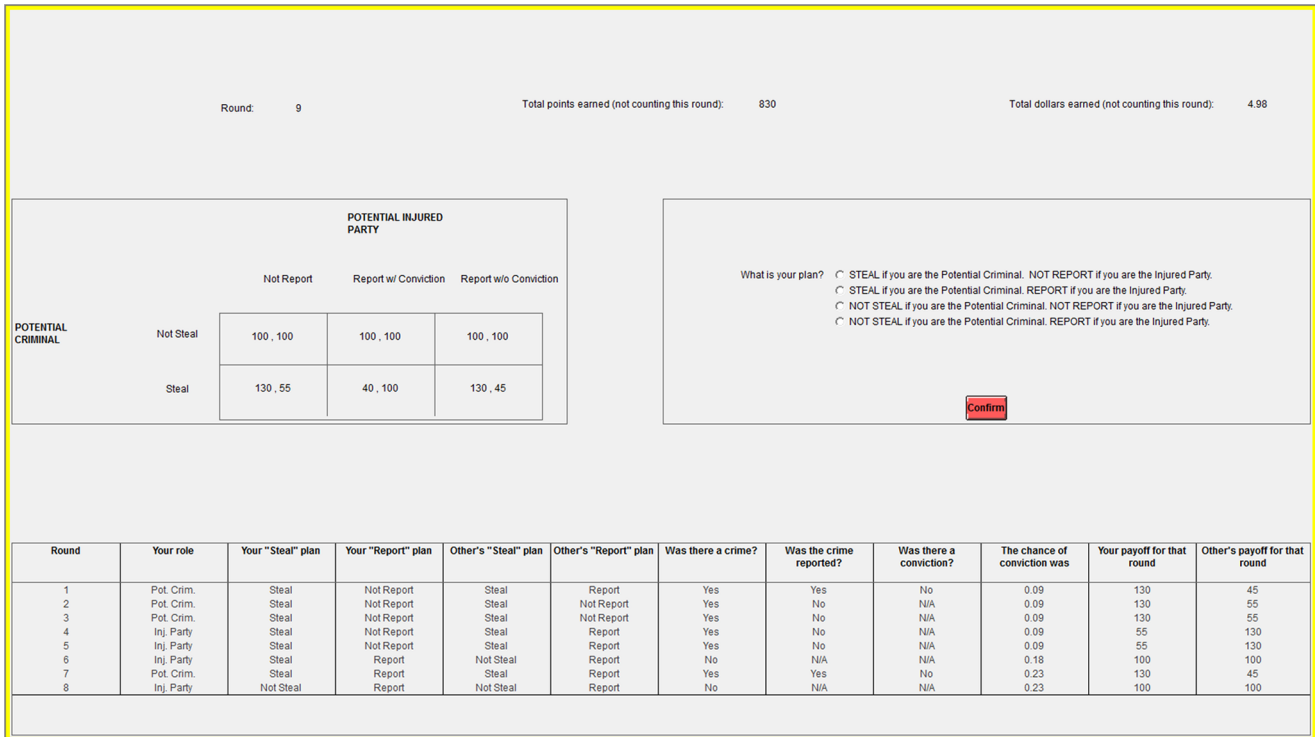 Round: 9 Total points earned (not counting this round): 830 Total dollars earned (not counting this round): 4.98
POTENTIAL INJURED
PARTY
Not Report Report w/ Conviction Report w/o Conviction
POTENTIAL
CRIMINAL
Not Steal 100 , 100 100 , 100 100 , 100
Steal 130 , 55 40 , 100 130 , 45
What is your plan? STEAL if you are the Potential Criminal. NOT REPORT if you are the Injured Party.
STEAL if you are the Potential Criminal. REPORT if you are the Injured Party.
NOT STEAL if you are the Potential Criminal. NOT REPORT if you are the Injured Party.
NOT STEAL if you are the Potential Criminal. REPORT if you are the Injured Party.
Confirm
Round Your role Your "Steal" plan Your "Report" plan Other's "Steal" plan Other's "Report" plan Was there a crime? Was the crime reported? Was there a conviction? The chance of conviction was Your payoff for that round Other's payoff for that round
1 Pot. Crim. Steal Not Report Steal Report Yes Yes No 0.09 130 45
2 Pot. Crim. Steal Not Report Steal Not Report Yes No N/A 0.09 130 55
3 Pot. Crim. Steal Not Report Steal Not Report Yes No N/A 0.09 130 55
4 Inj. Party Steal Not Report Steal Report Yes No N/A 0.09 55 130
5 Inj. Party Steal Not Report Steal Report Yes No N/A 0.09 55 130
6 Inj. Party Steal Report Not Steal Report No N/A N/A 0.18 100 100
7 Pot. Crim. Steal Report Steal Report Yes Yes No 0.23 130 45
8 Inj. Party Not Steal Report Not Steal Report No N/A N/A 0.23 100 100